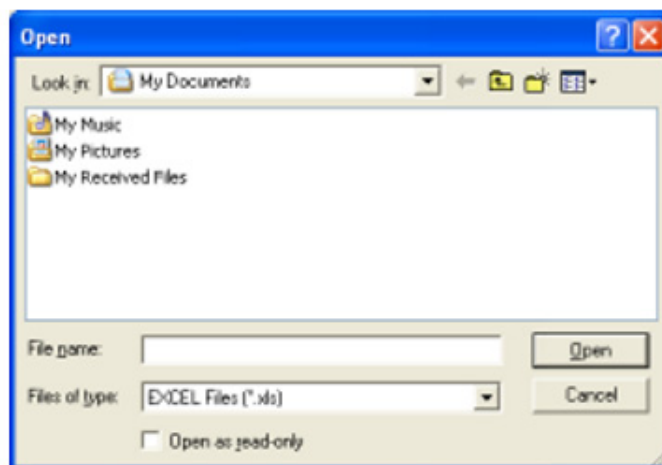 Open
Look in: My Documents
My Music
My Pictures
My Received Files
File name: Open
Files of type: EXCEL Files (*.xls) Cancel
Open as read-only